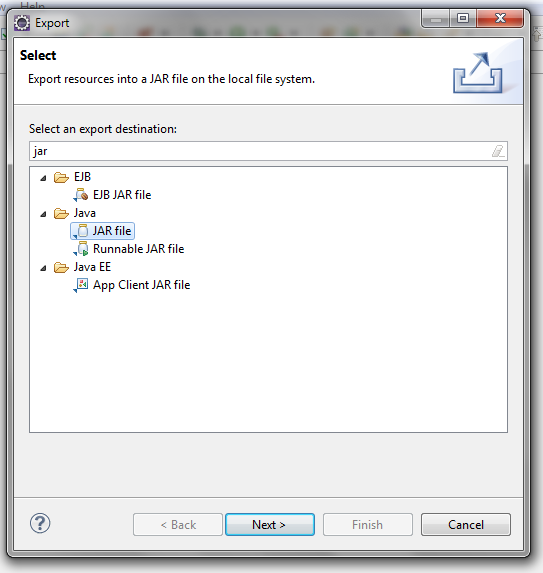 Help
Export
Select
Export resources into a JAR file on the local file system.
Select an export destination:
jar
EJB
EJB JAR file
Java
JAR file
Runnable JAR file
Java EE
App Client JAR file
?
< Back
Next >
Finish
Cancel